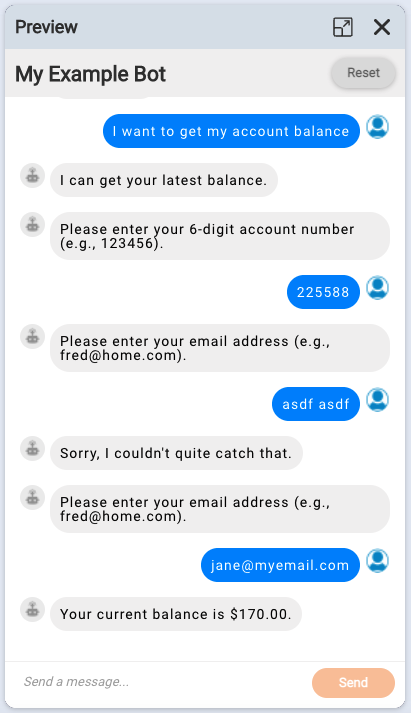 Preview
My Example Bot
Reset
I want to get my account balance
I can get your latest balance.
Please enter your 6-digit account number
(e.g., 123456).
225588
Please enter your email address (e.g.,
fred@home.com).
asdf asdf
Sorry, I couldn't quite catch that.
Please enter your email address (e.g.,
fred@home.com).
jane@myemail.com
Your current balance is $170.00.
Send a message...
Send